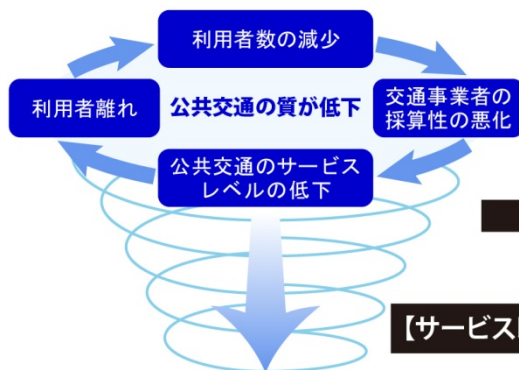 利用者数の減少
利用者離れ
公共交通の質が低下
交通事業者の
採算性の悪化
公共交通のサービス
レベルの低下
【サービス